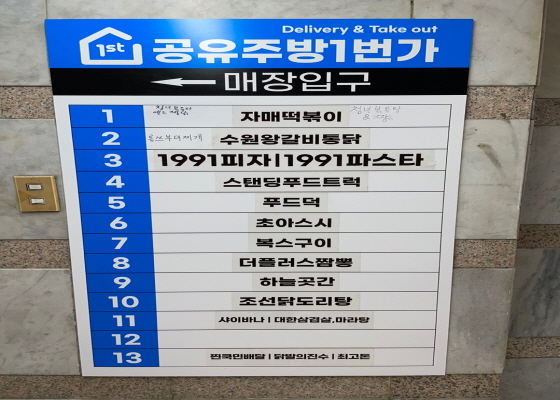 Delivery & Take out
1st 공유주방1번가
← 매장입구
1 자매떡볶이
2 수원왕갈비통닭
3 1991피자|1991파스타
4 스탠딩푸드트럭
5 푸드덕
6 초아스시
7 복스구이
8 더플러스짬뽕
9 하늘곳간
10 조선닭도리탕
11 샤이바나 | 대한삼겹살,마라탕
12
13 찐쿡민배달 | 닭발의진수 | 최고돈